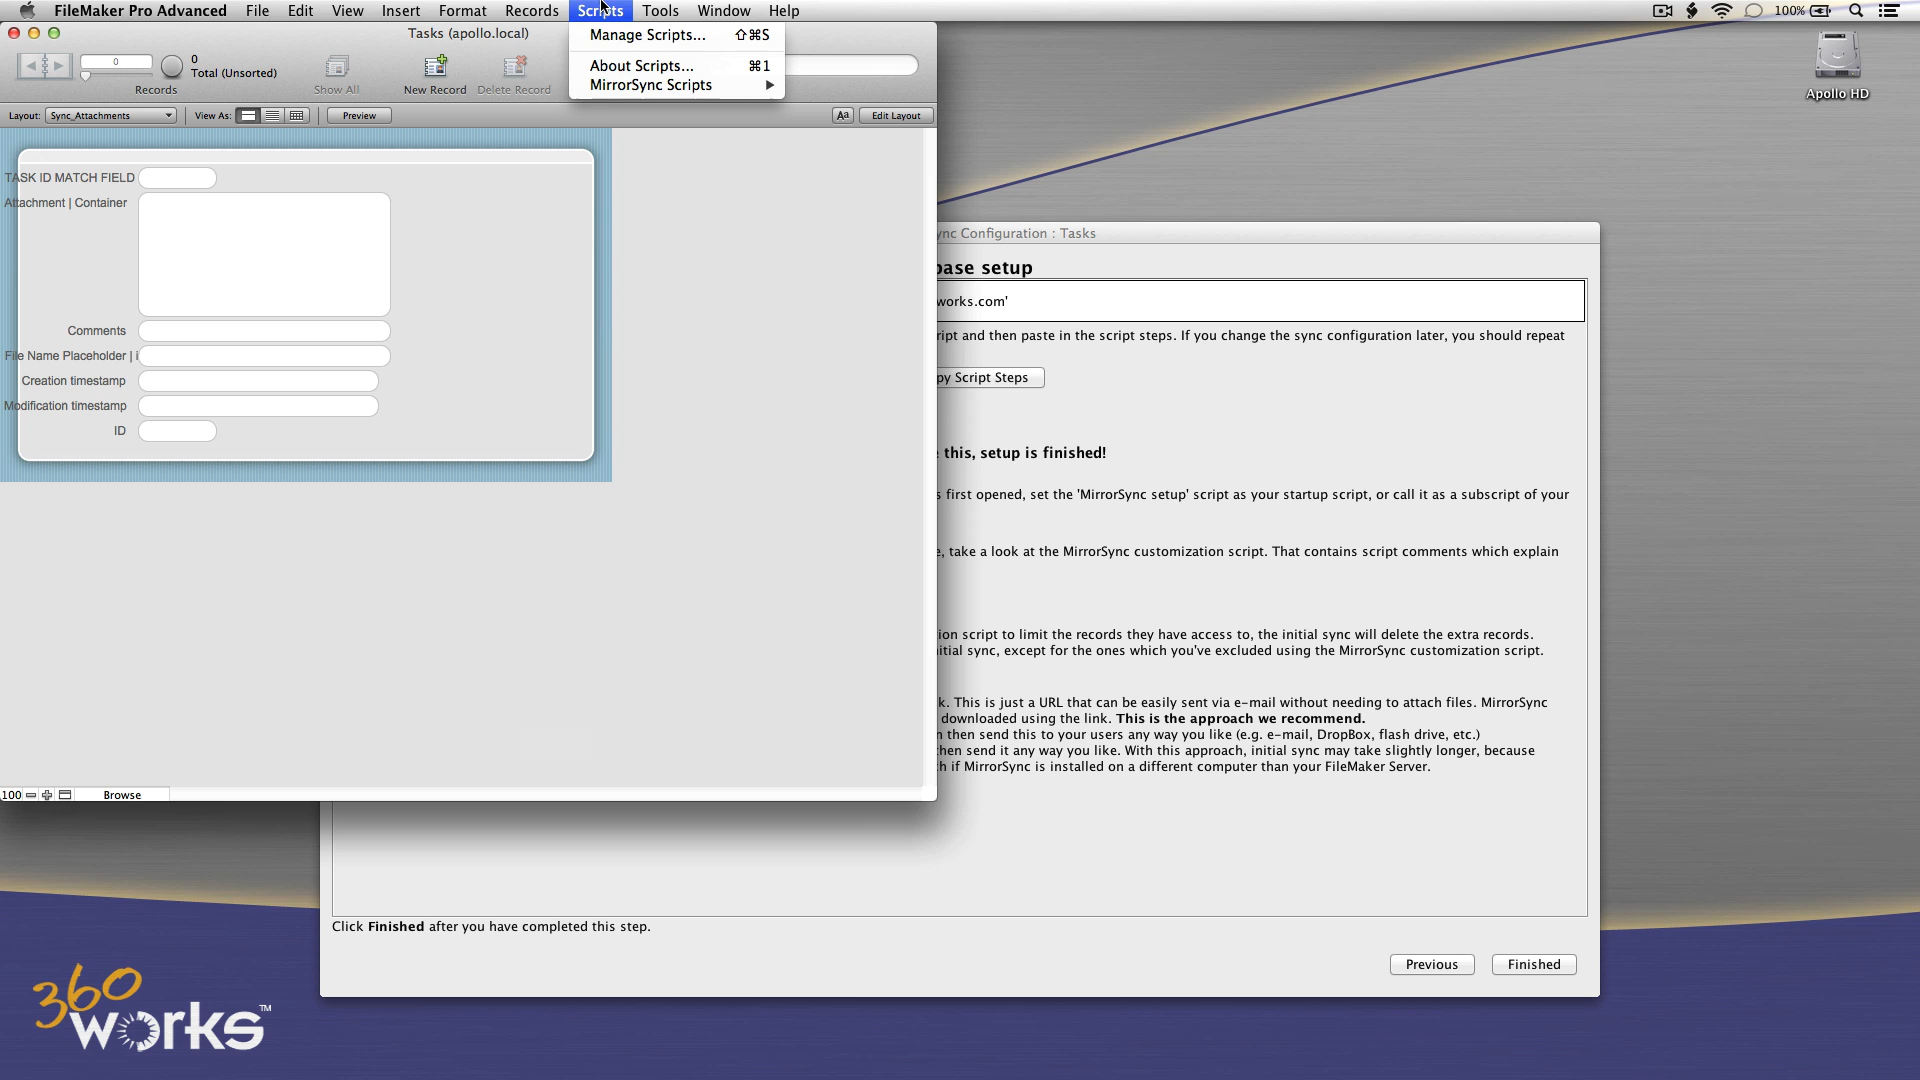 FileMaker Pro Advanced File Edit View Insert Format Records Scripts Tools Window Help 100%
Tasks (apollo.local)
Manage Scripts... ⇧⌘S
About Scripts... ⌘1
MirrorSync Scripts
0
0
Total (Unsorted)
Records
Show All
New Record
Delete Record
Layout: Sync_Attachments
View As:
Preview
Aa
Edit Layout
Apollo HD
TASK ID MATCH FIELD
Attachment | Container
Comments
File Name Placeholder | i
Creation timestamp
Modification timestamp
ID
100
Browse
ync Configuration : Tasks
base setup
works.com'
ript and then paste in the script steps. If you change the sync configuration later, you should repeat
py Script Steps
this, setup is finished!
s first opened, set the 'MirrorSync setup' script as your startup script, or call it as a subscript of your
e, take a look at the MirrorSync customization script. That contains script comments which explain
ion script to limit the records they have access to, the initial sync will delete the extra records.
itial sync, except for the ones which you've excluded using the MirrorSync customization script.
k. This is just a URL that can be easily sent via e-mail without needing to attach files. MirrorSync
downloaded using the link. This is the approach we recommend.
n then send this to your users any way you like (e.g. e-mail, DropBox, flash drive, etc.)
then send it any way you like. With this approach, initial sync may take slightly longer, because
h if MirrorSync is installed on a different computer than your FileMaker Server.
Click Finished after you have completed this step.
Previous
Finished
360
works™